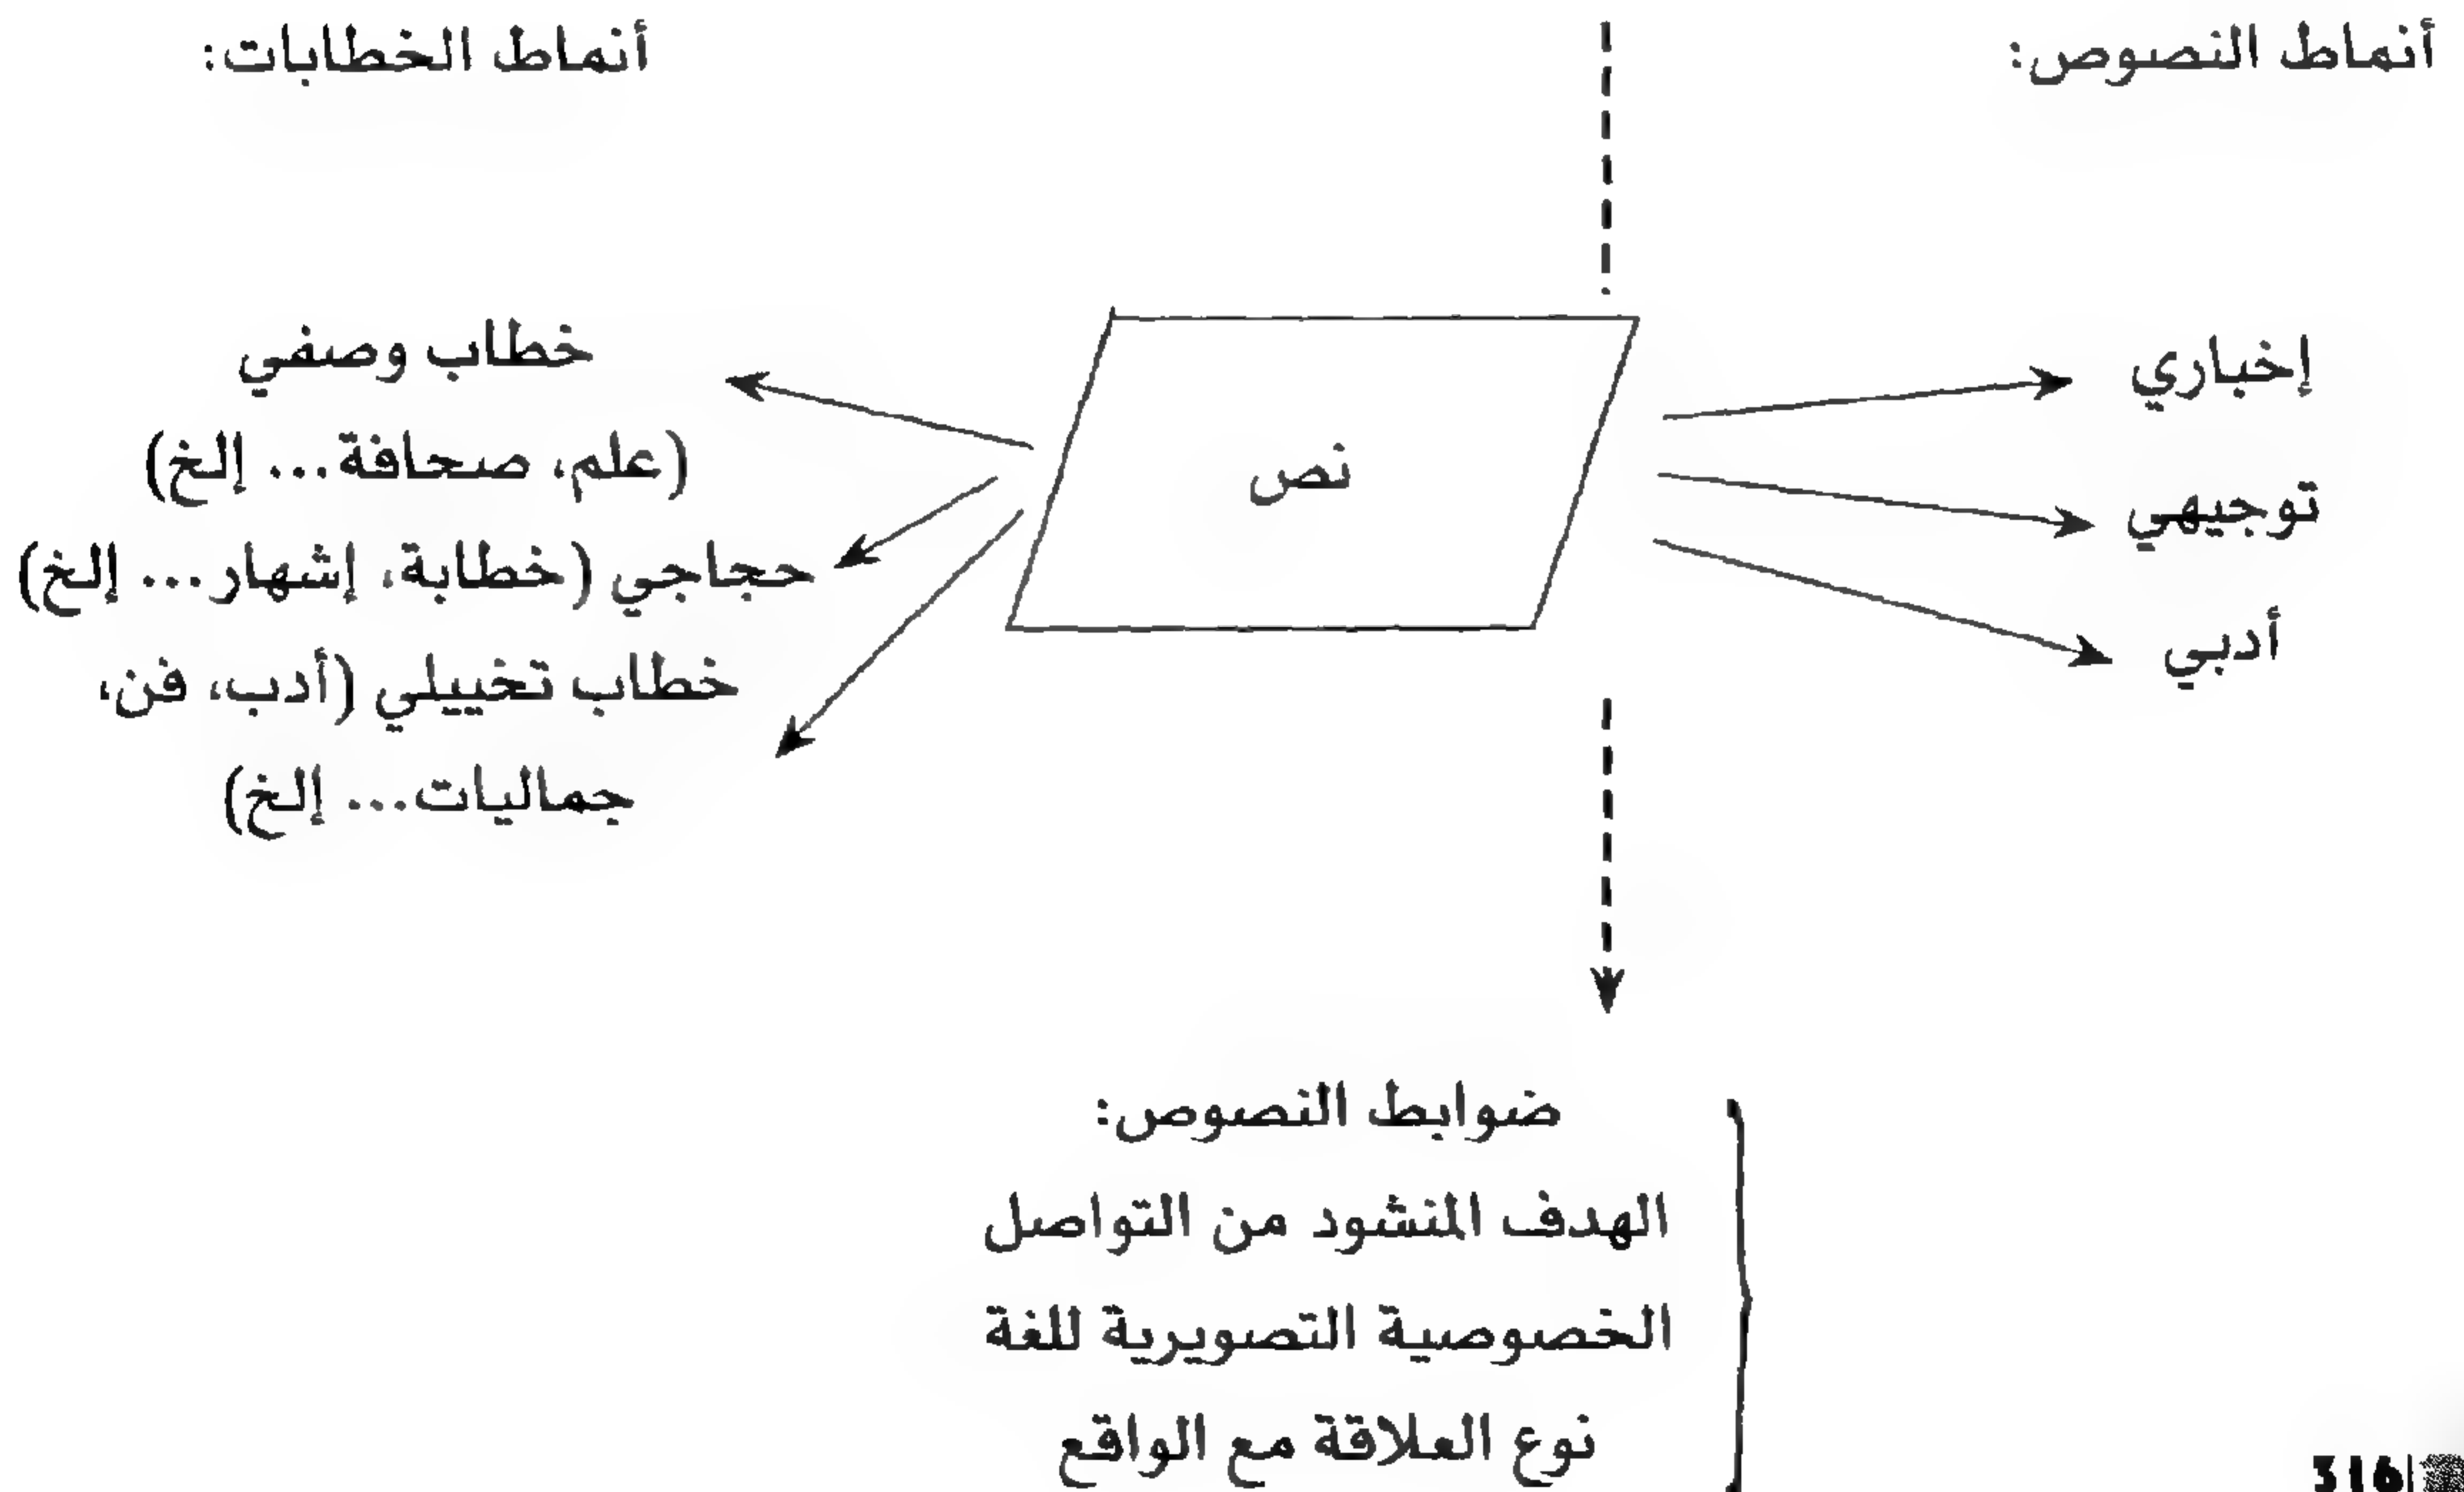 أنماط النصوص:
أنماط الخطابات:
إخباري
توجيهي
أدبي
نص
خطاب وصفي
(علم، صحافة... إلخ)
حجاجي (خطابة، إشهار... إلخ)
خطاب تخييلي (أدب، فن،
جماليات... إلخ)
ضوابط النصوص:
الهدف المنشود من التواصل
الخصوصية التصويرية للغة
نوع العلاقة مع الواقع
316